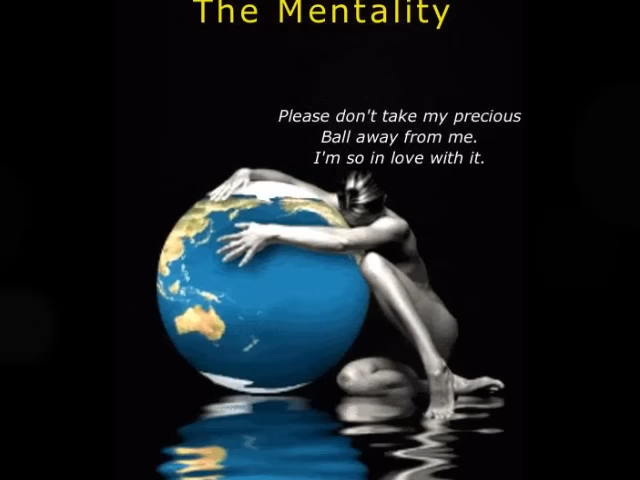 The Mentality
Please don't take my precious
Ball away from me.
I'm so in love with it.